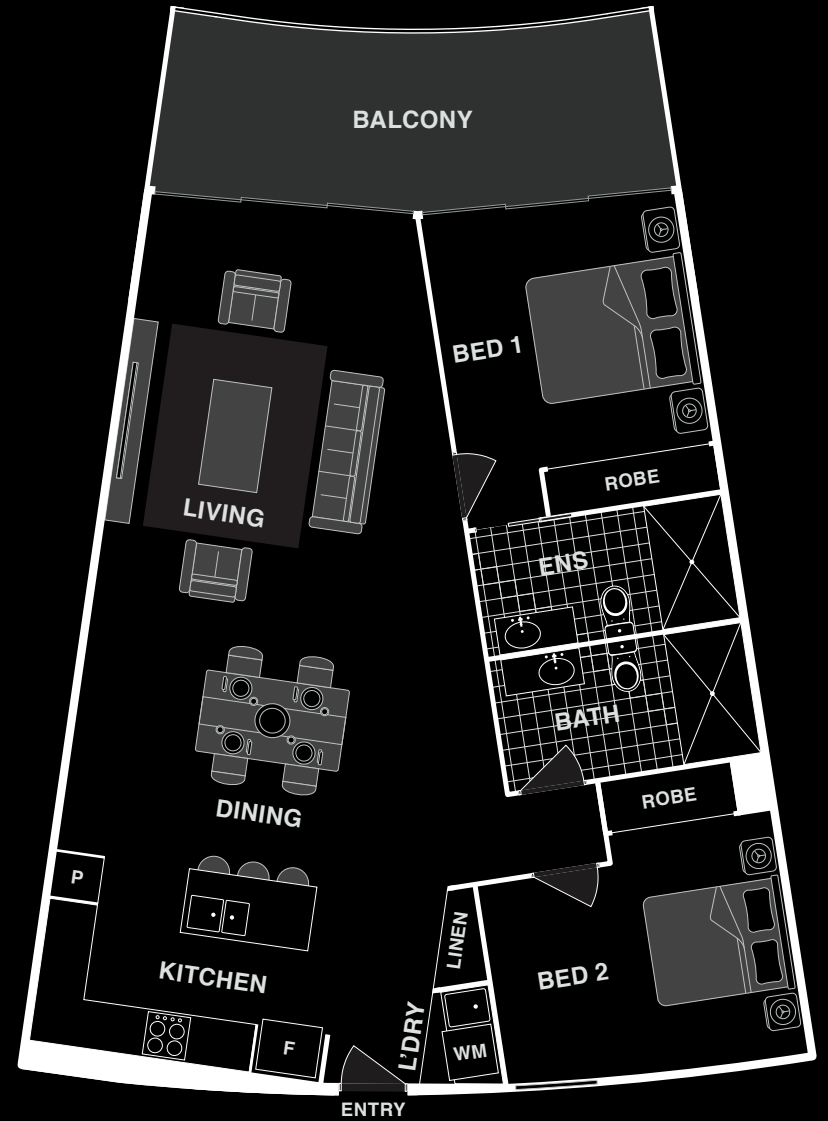 BALCONY
BED 1
ROBE
LIVING
ENS
BATH
DINING
ROBE
P
KITCHEN
LINEN
BED 2
L'DRY
F
WM
ENTRY